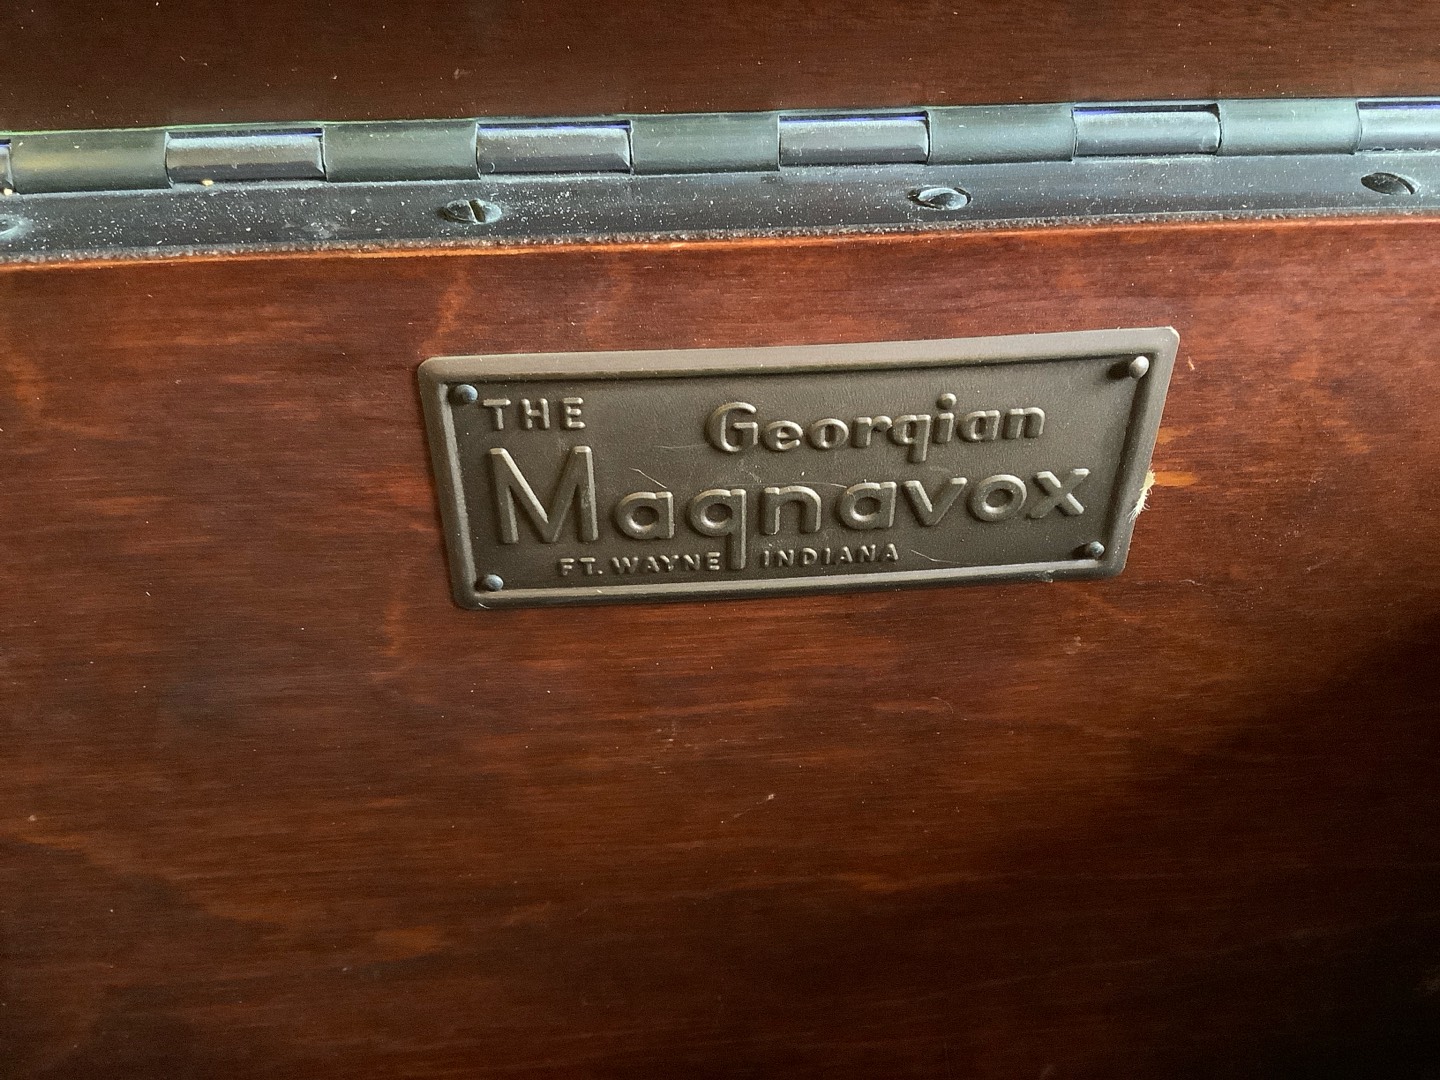 THE Georgian
Magnavox
FT. WAYNE INDIANA